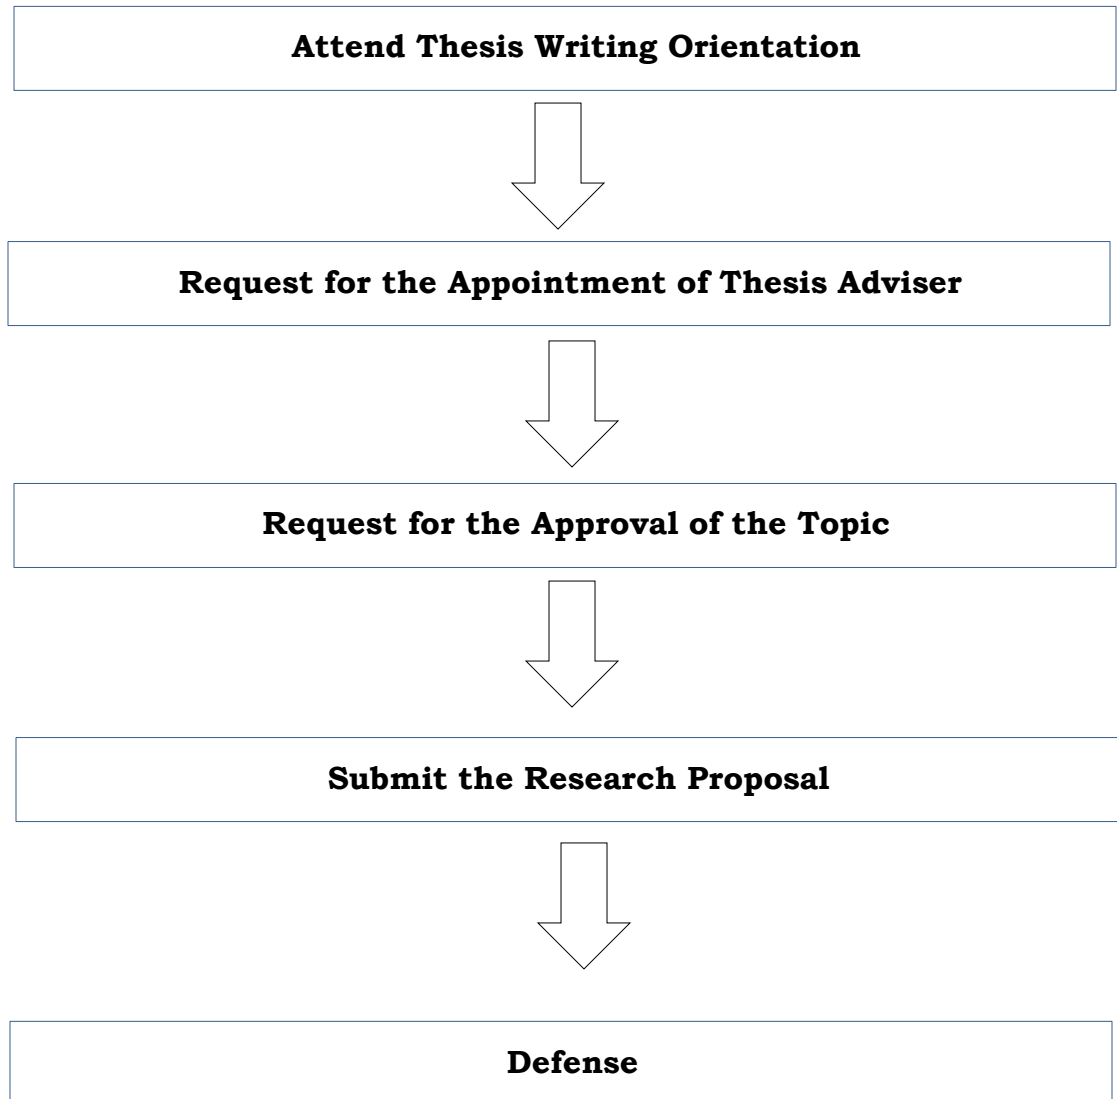 Attend Thesis Writing Orientation
Request for the Appointment of Thesis Adviser
Request for the Approval of the Topic
Submit the Research Proposal
Defense